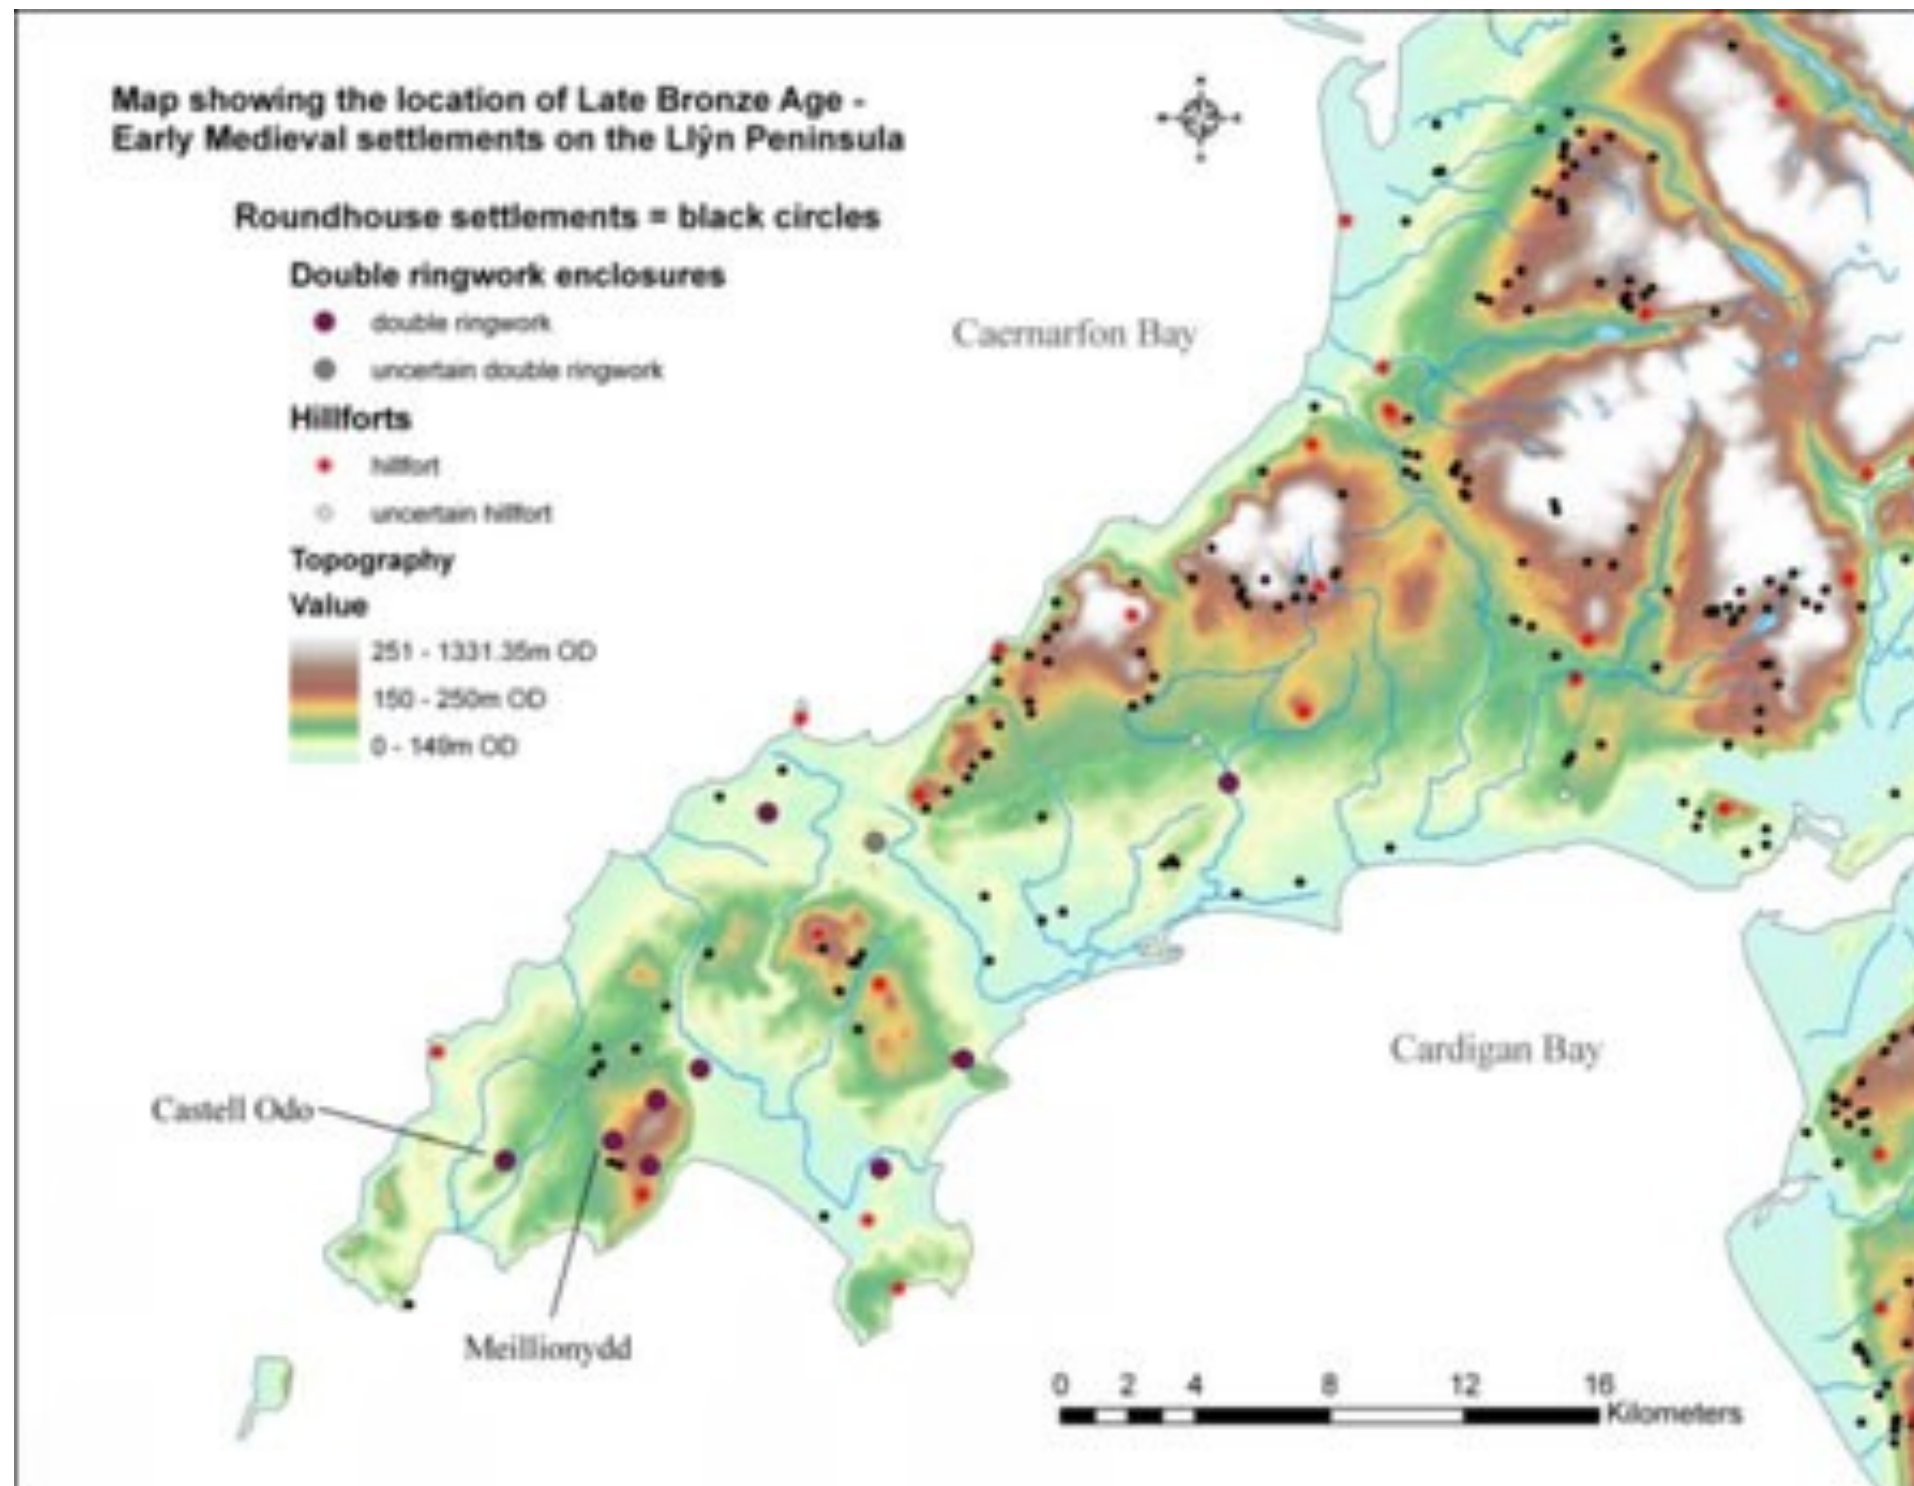 Map showing the location of Late Bronze Age -
Early Medieval settlements on the Llŷn Peninsula
Roundhouse settlements = black circles
Double ringwork enclosures
double ringwork
uncertain double ringwork
Hillforts
hillfort
uncertain hillfort
Topography
Value
251 - 1331.35m OD
150 - 250m OD
0 - 149m OD
Caernarfon Bay
Cardigan Bay
Castell Odo
Meillionydd
0 2 4 8 12 16
Kilometers